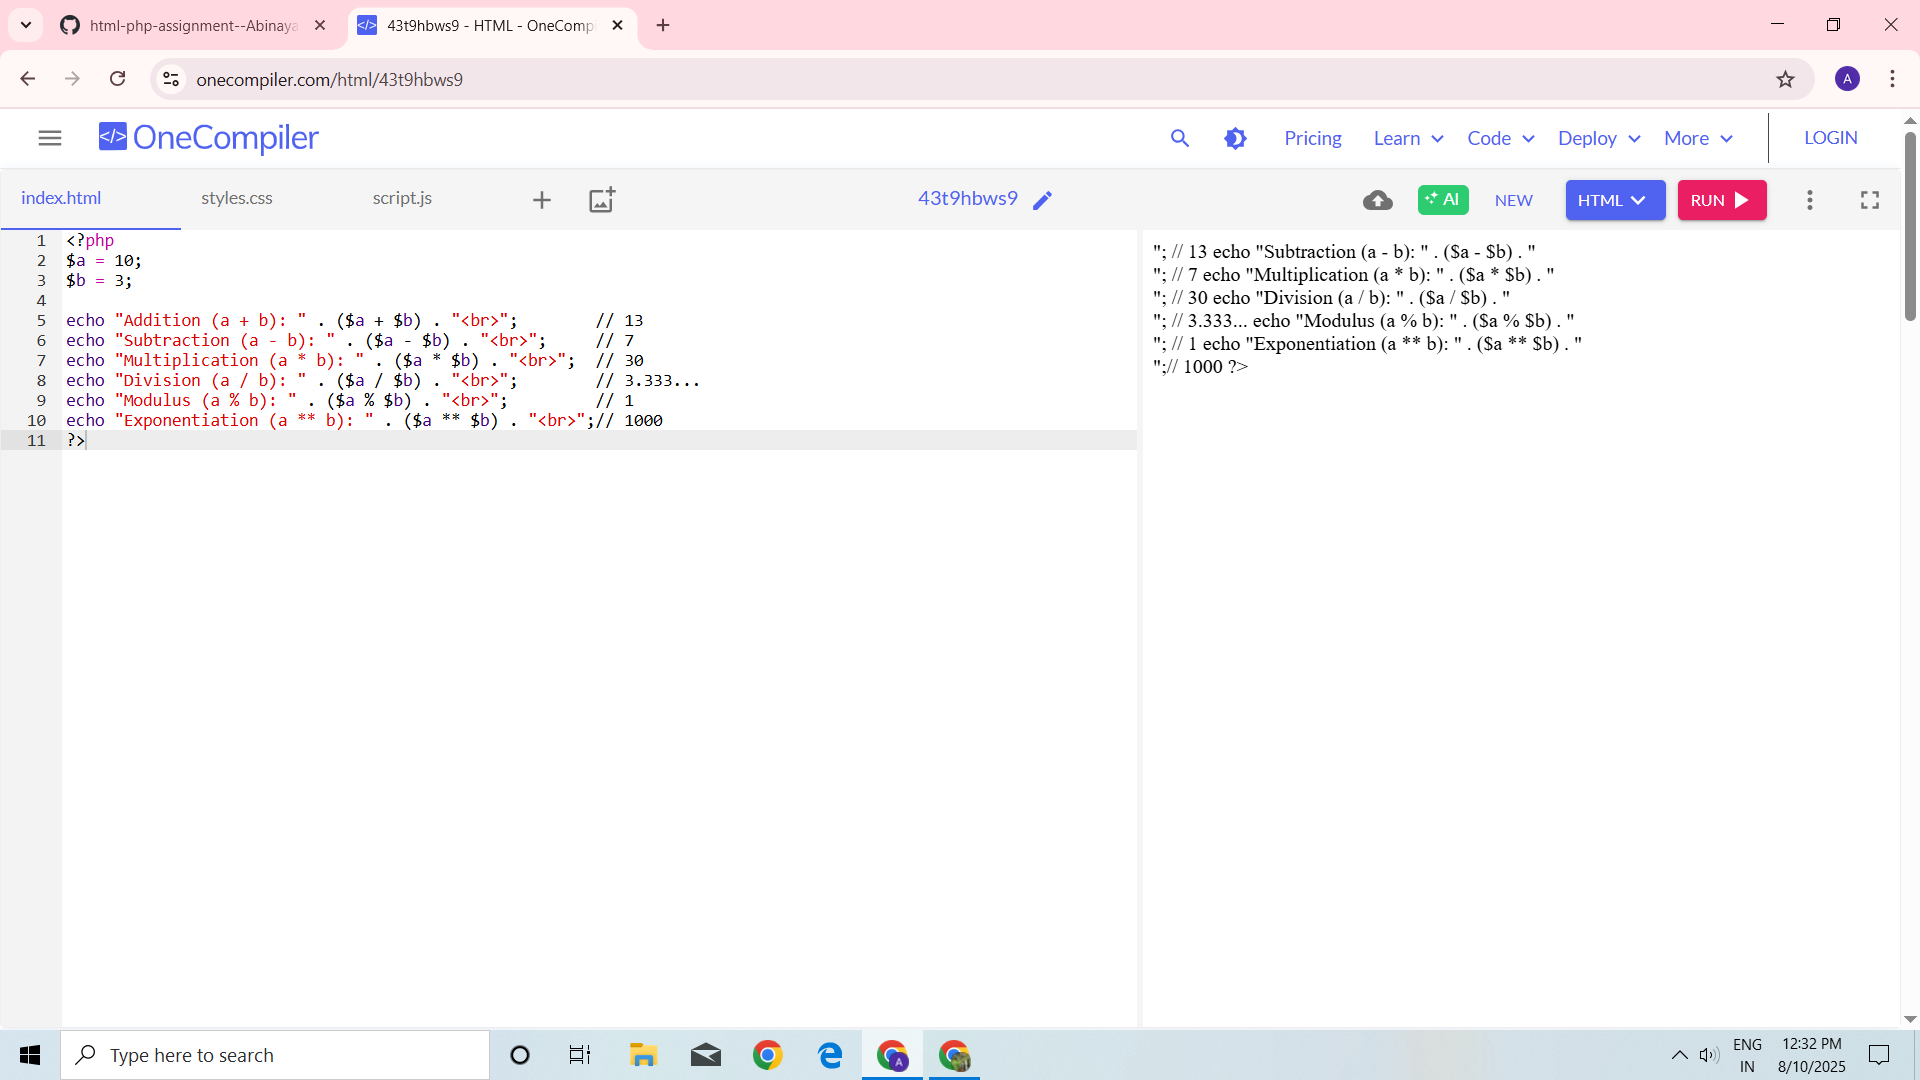 html-php-assignment--Abinaya
43t9hbws9 - HTML - OneComp
onecompiler.com/html/43t9hbws9
A
</> OneCompiler
Pricing Learn Code Deploy More LOGIN
index.html styles.css script.js 43t9hbws9 AI NEW HTML RUN
1 <?php
2 $a = 10;
3 $b = 3;
4
5 echo "Addition (a + b): " . ($a + $b) . "<br>";        // 13
6 echo "Subtraction (a - b): " . ($a - $b) . "<br>";     // 7
7 echo "Multiplication (a * b): " . ($a * $b) . "<br>";  // 30
8 echo "Division (a / b): " . ($a / $b) . "<br>";        // 3.333...
9 echo "Modulus (a % b): " . ($a % $b) . "<br>";         // 1
10 echo "Exponentiation (a ** b): " . ($a ** $b) . "<br>";// 1000
11 ?>
"; // 13 echo "Subtraction (a - b): " . ($a - $b) . "
"; // 7 echo "Multiplication (a * b): " . ($a * $b) . "
"; // 30 echo "Division (a / b): " . ($a / $b) . "
"; // 3.333... echo "Modulus (a % b): " . ($a % $b) . "
"; // 1 echo "Exponentiation (a ** b): " . ($a ** $b) . "
";// 1000 ?>
Type here to search
ENG
IN
12:32 PM
8/10/2025